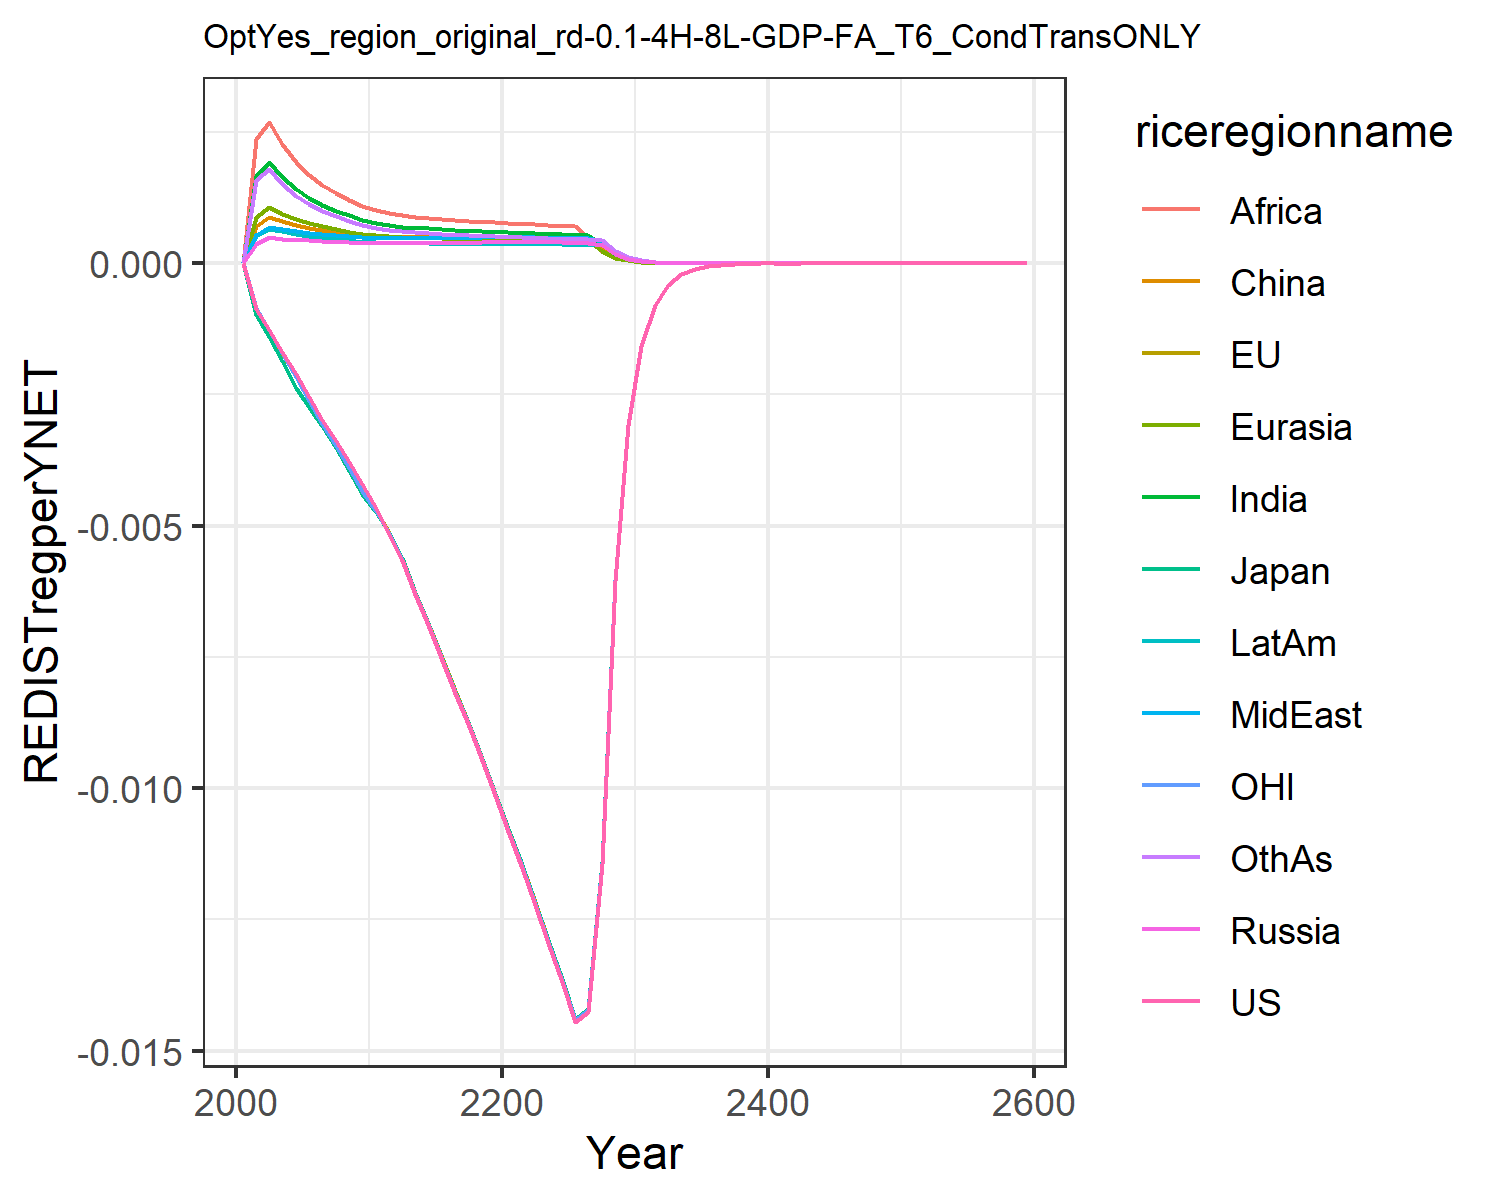 OptYes_region_original_rd-0.1-4H-8L-GDP-FA_T6_CondTransONLY
REDISTregperYNET
0.000
-0.005
-0.010
-0.015
2000
2200
2400
2600
Year
riceregionname
Africa
China
EU
Eurasia
India
Japan
LatAm
MidEast
OHI
OthAs
Russia
US